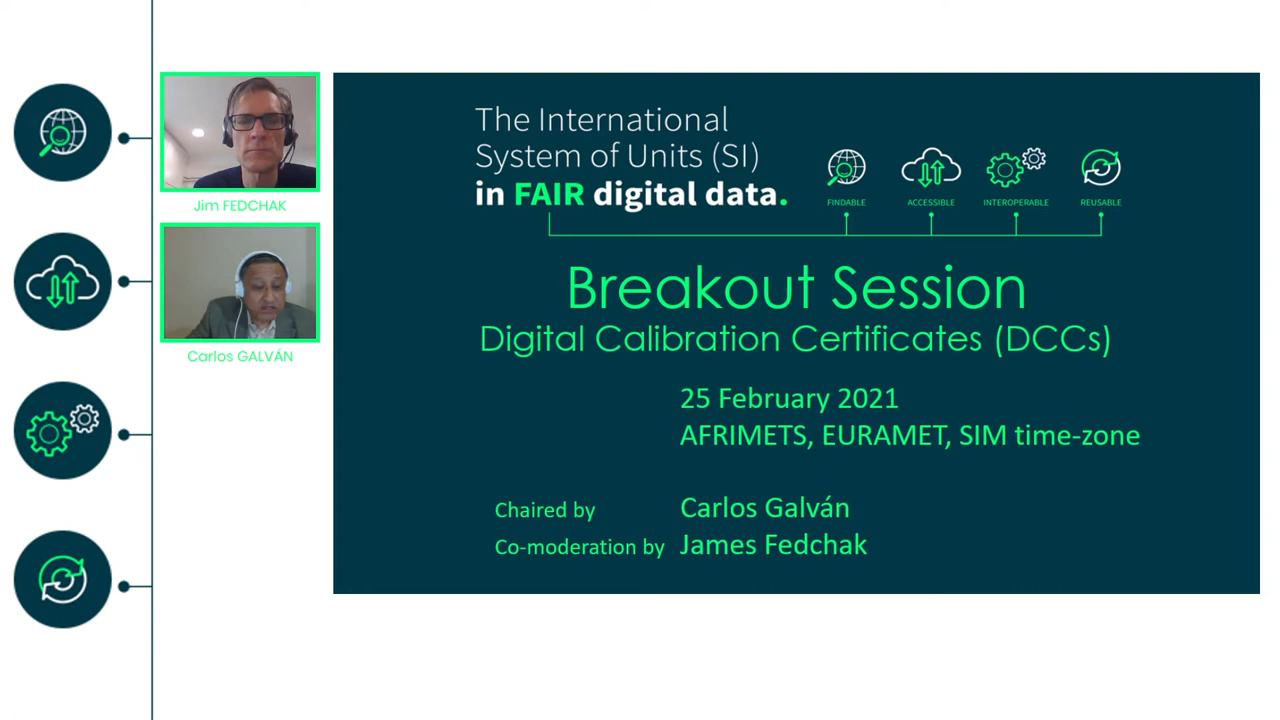 Jim FEDCHAK
Carlos GALVÁN
The International
System of Units (SI)
in FAIR digital data.
FINDABLE
ACCESSIBLE
INTEROPERABLE
REUSABLE
Breakout Session
Digital Calibration Certificates (DCCs)
25 February 2021
AFRIMETS, EURAMET, SIM time-zone
Chaired by Carlos Galván
Co-moderation by James Fedchak